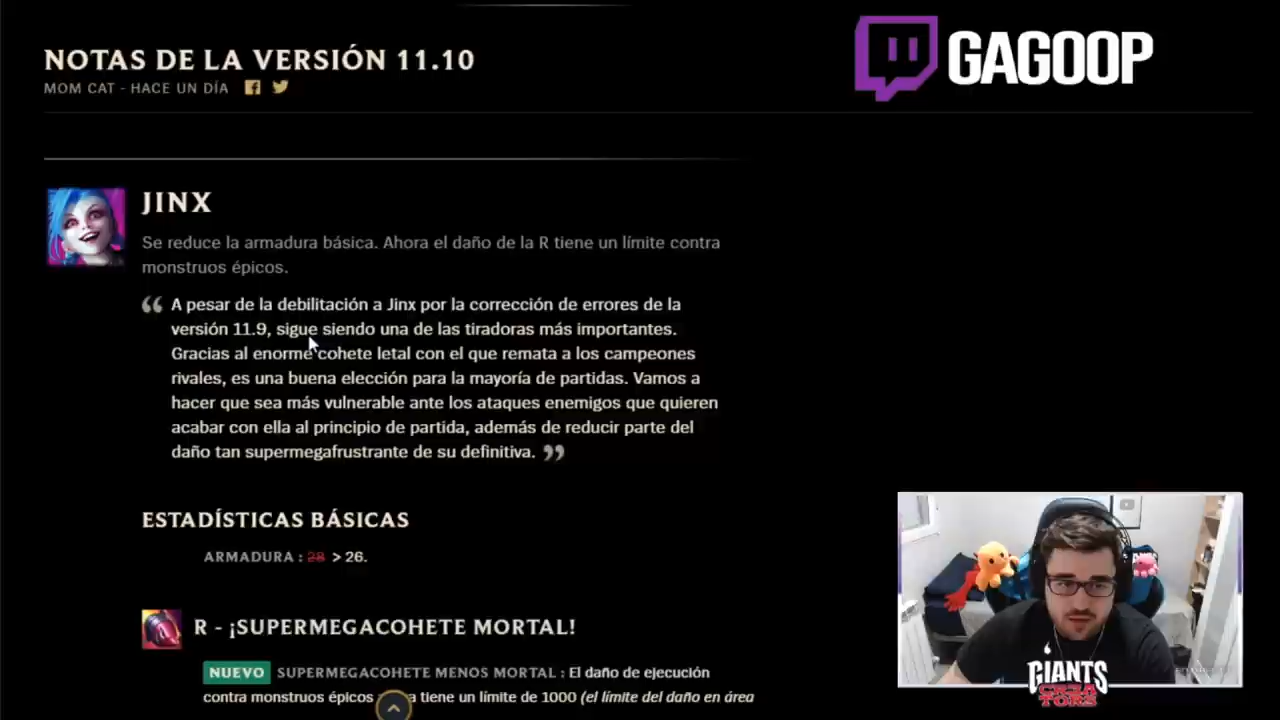 NOTAS DE LA VERSIÓN 11.10
MOM CAT - HACE UN DÍA
GAGOOP
JINX
Se reduce la armadura básica. Ahora el daño de la R tiene un límite contra
monstruos épicos.
“ A pesar de la debilitación a Jinx por la corrección de errores de la
versión 11.9, sigue siendo una de las tiradoras más importantes.
Gracias al enorme cohete letal con el que remata a los campeones
rivales, es una buena elección para la mayoría de partidas. Vamos a
hacer que sea más vulnerable ante los ataques enemigos que quieren
acabar con ella al principio de partida, además de reducir parte del
daño tan supermegafrustrante de su definitiva. ”
ESTADÍSTICAS BÁSICAS
ARMADURA : 28 > 26.
R - ¡SUPERMEGACOHETE MORTAL!
NUEVO SUPERMEGACOHETE MENOS MORTAL : El daño de ejecución
contra monstruos épicos tiene un límite de 1000 (el límite del daño en área
GIANTS
CREA
TORS